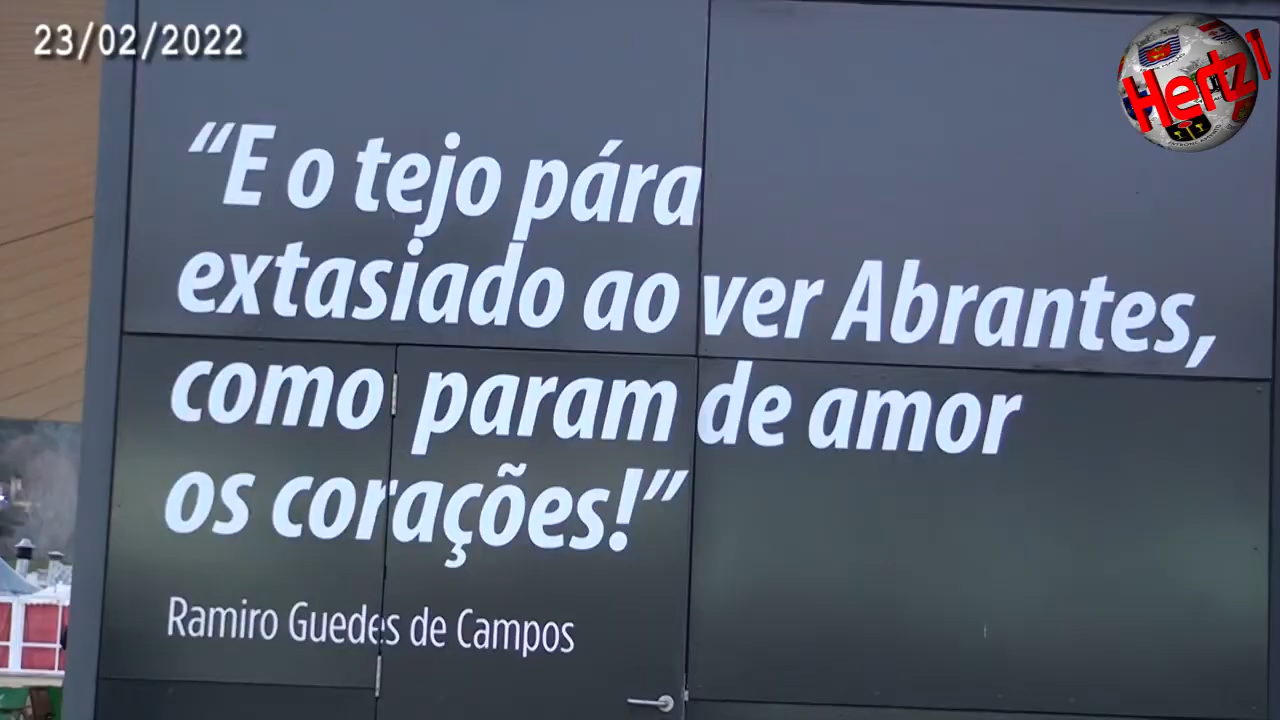 23/02/2022
Hertz
“E o tejo pára
extasiado ao ver Abrantes,
como param de amor
os corações!”
Ramiro Guedes de Campos